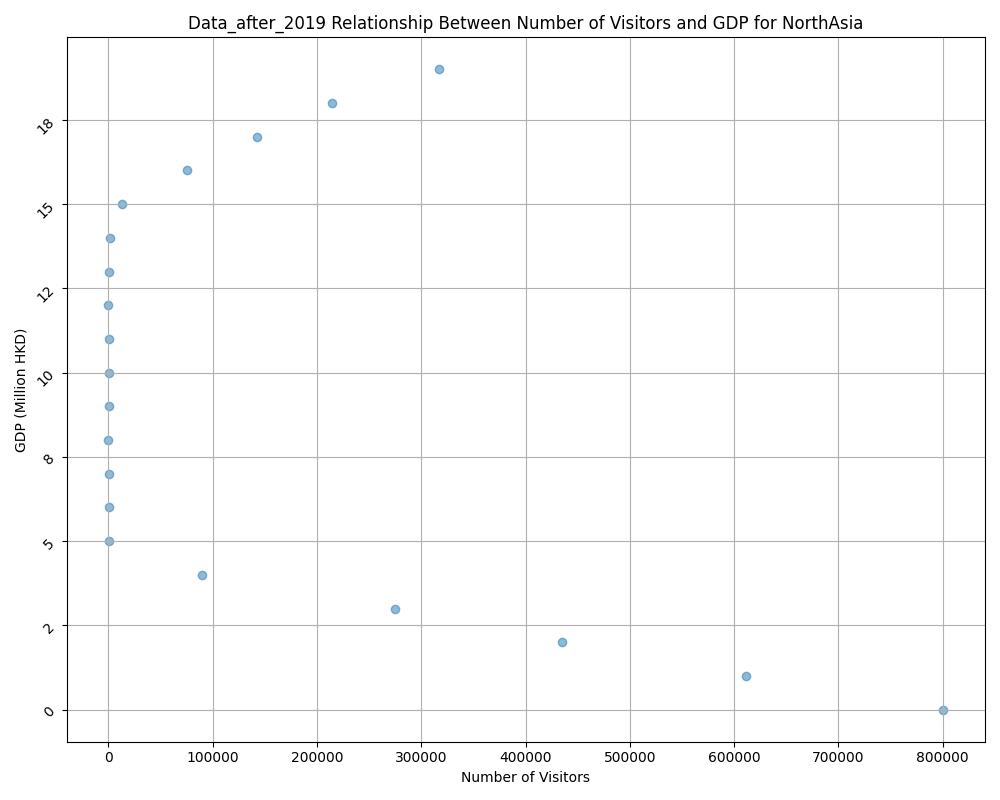 Data_after_2019 Relationship Between Number of Visitors and GDP for NorthAsia
18
15
12
10
8
5
2
0
GDP (Million HKD)
0 100000 200000 300000 400000 500000 600000 700000 800000
Number of Visitors